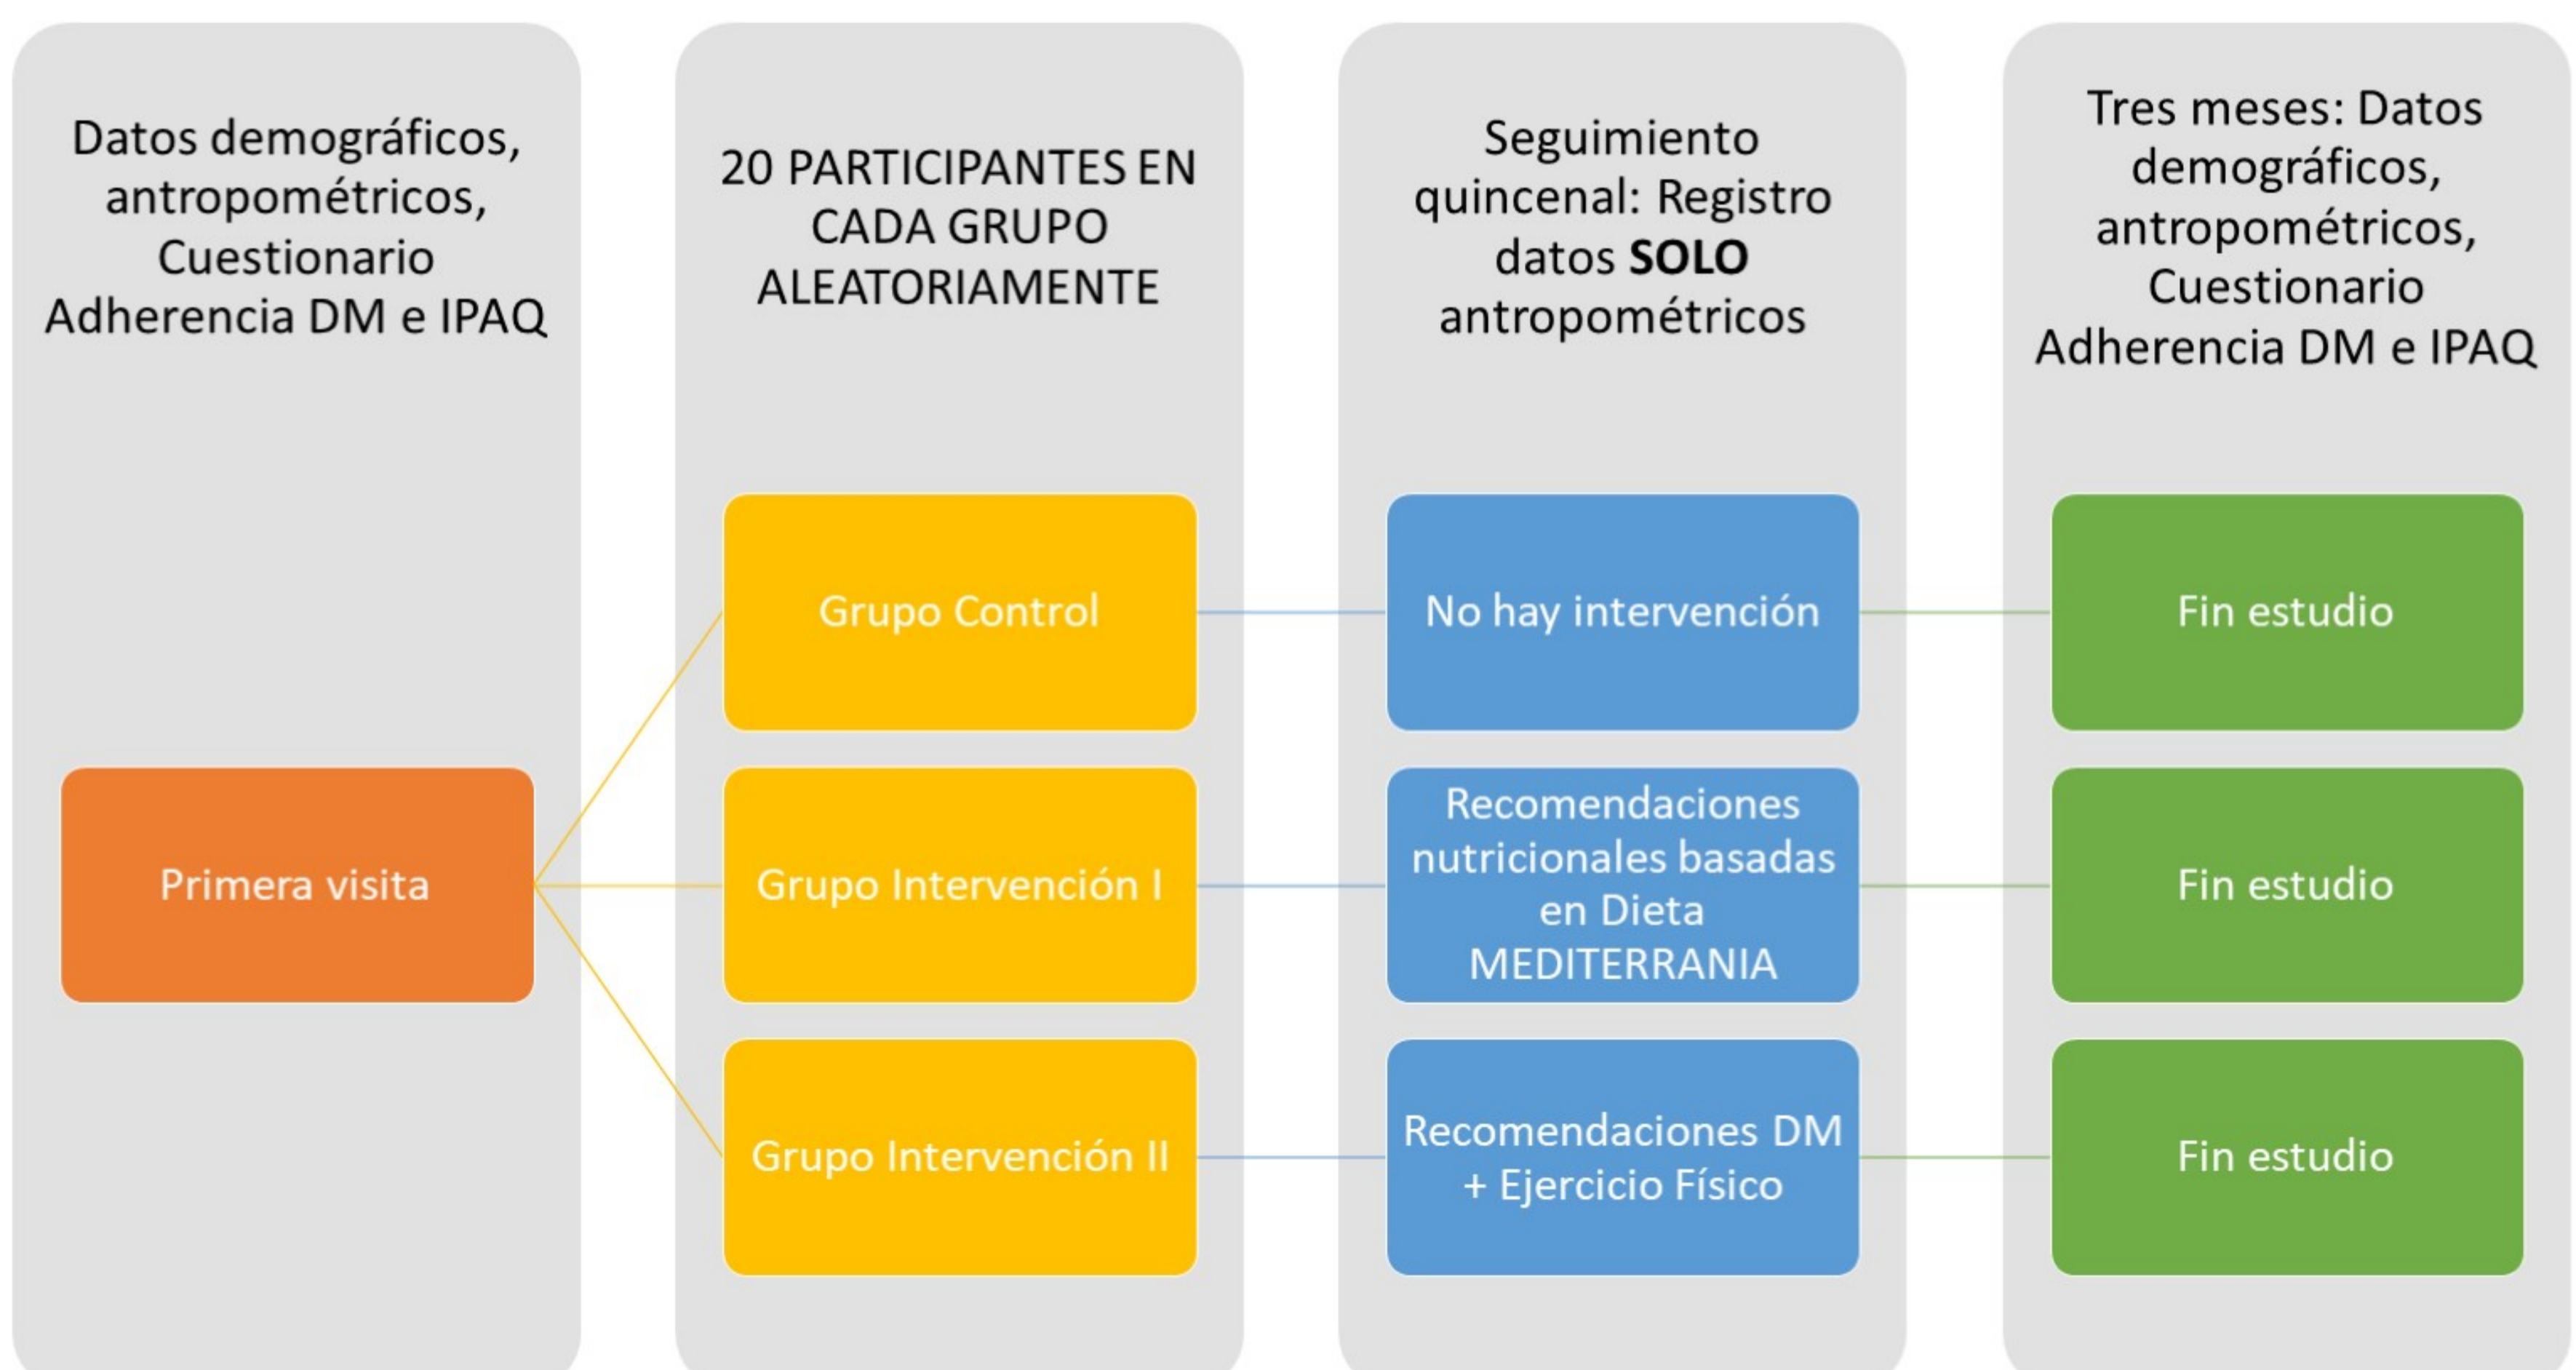 Datos demográficos,
antropométricos,
Cuestionario
Adherencia DM e IPAQ
Primera visita
20 PARTICIPANTES EN
CADA GRUPO
ALEATORIAMENTE
Grupo Control
Grupo Intervención I
Grupo Intervención II
Seguimiento
quincenal: Registro
datos SOLO
antropométricos
No hay intervención
Recomendaciones
nutricionales basadas
en Dieta
MEDITERRANIA
Recomendaciones DM
+ Ejercicio Físico
Tres meses: Datos
demográficos,
antropométricos,
Cuestionario
Adherencia DM e IPAQ
Fin estudio
Fin estudio
Fin estudio